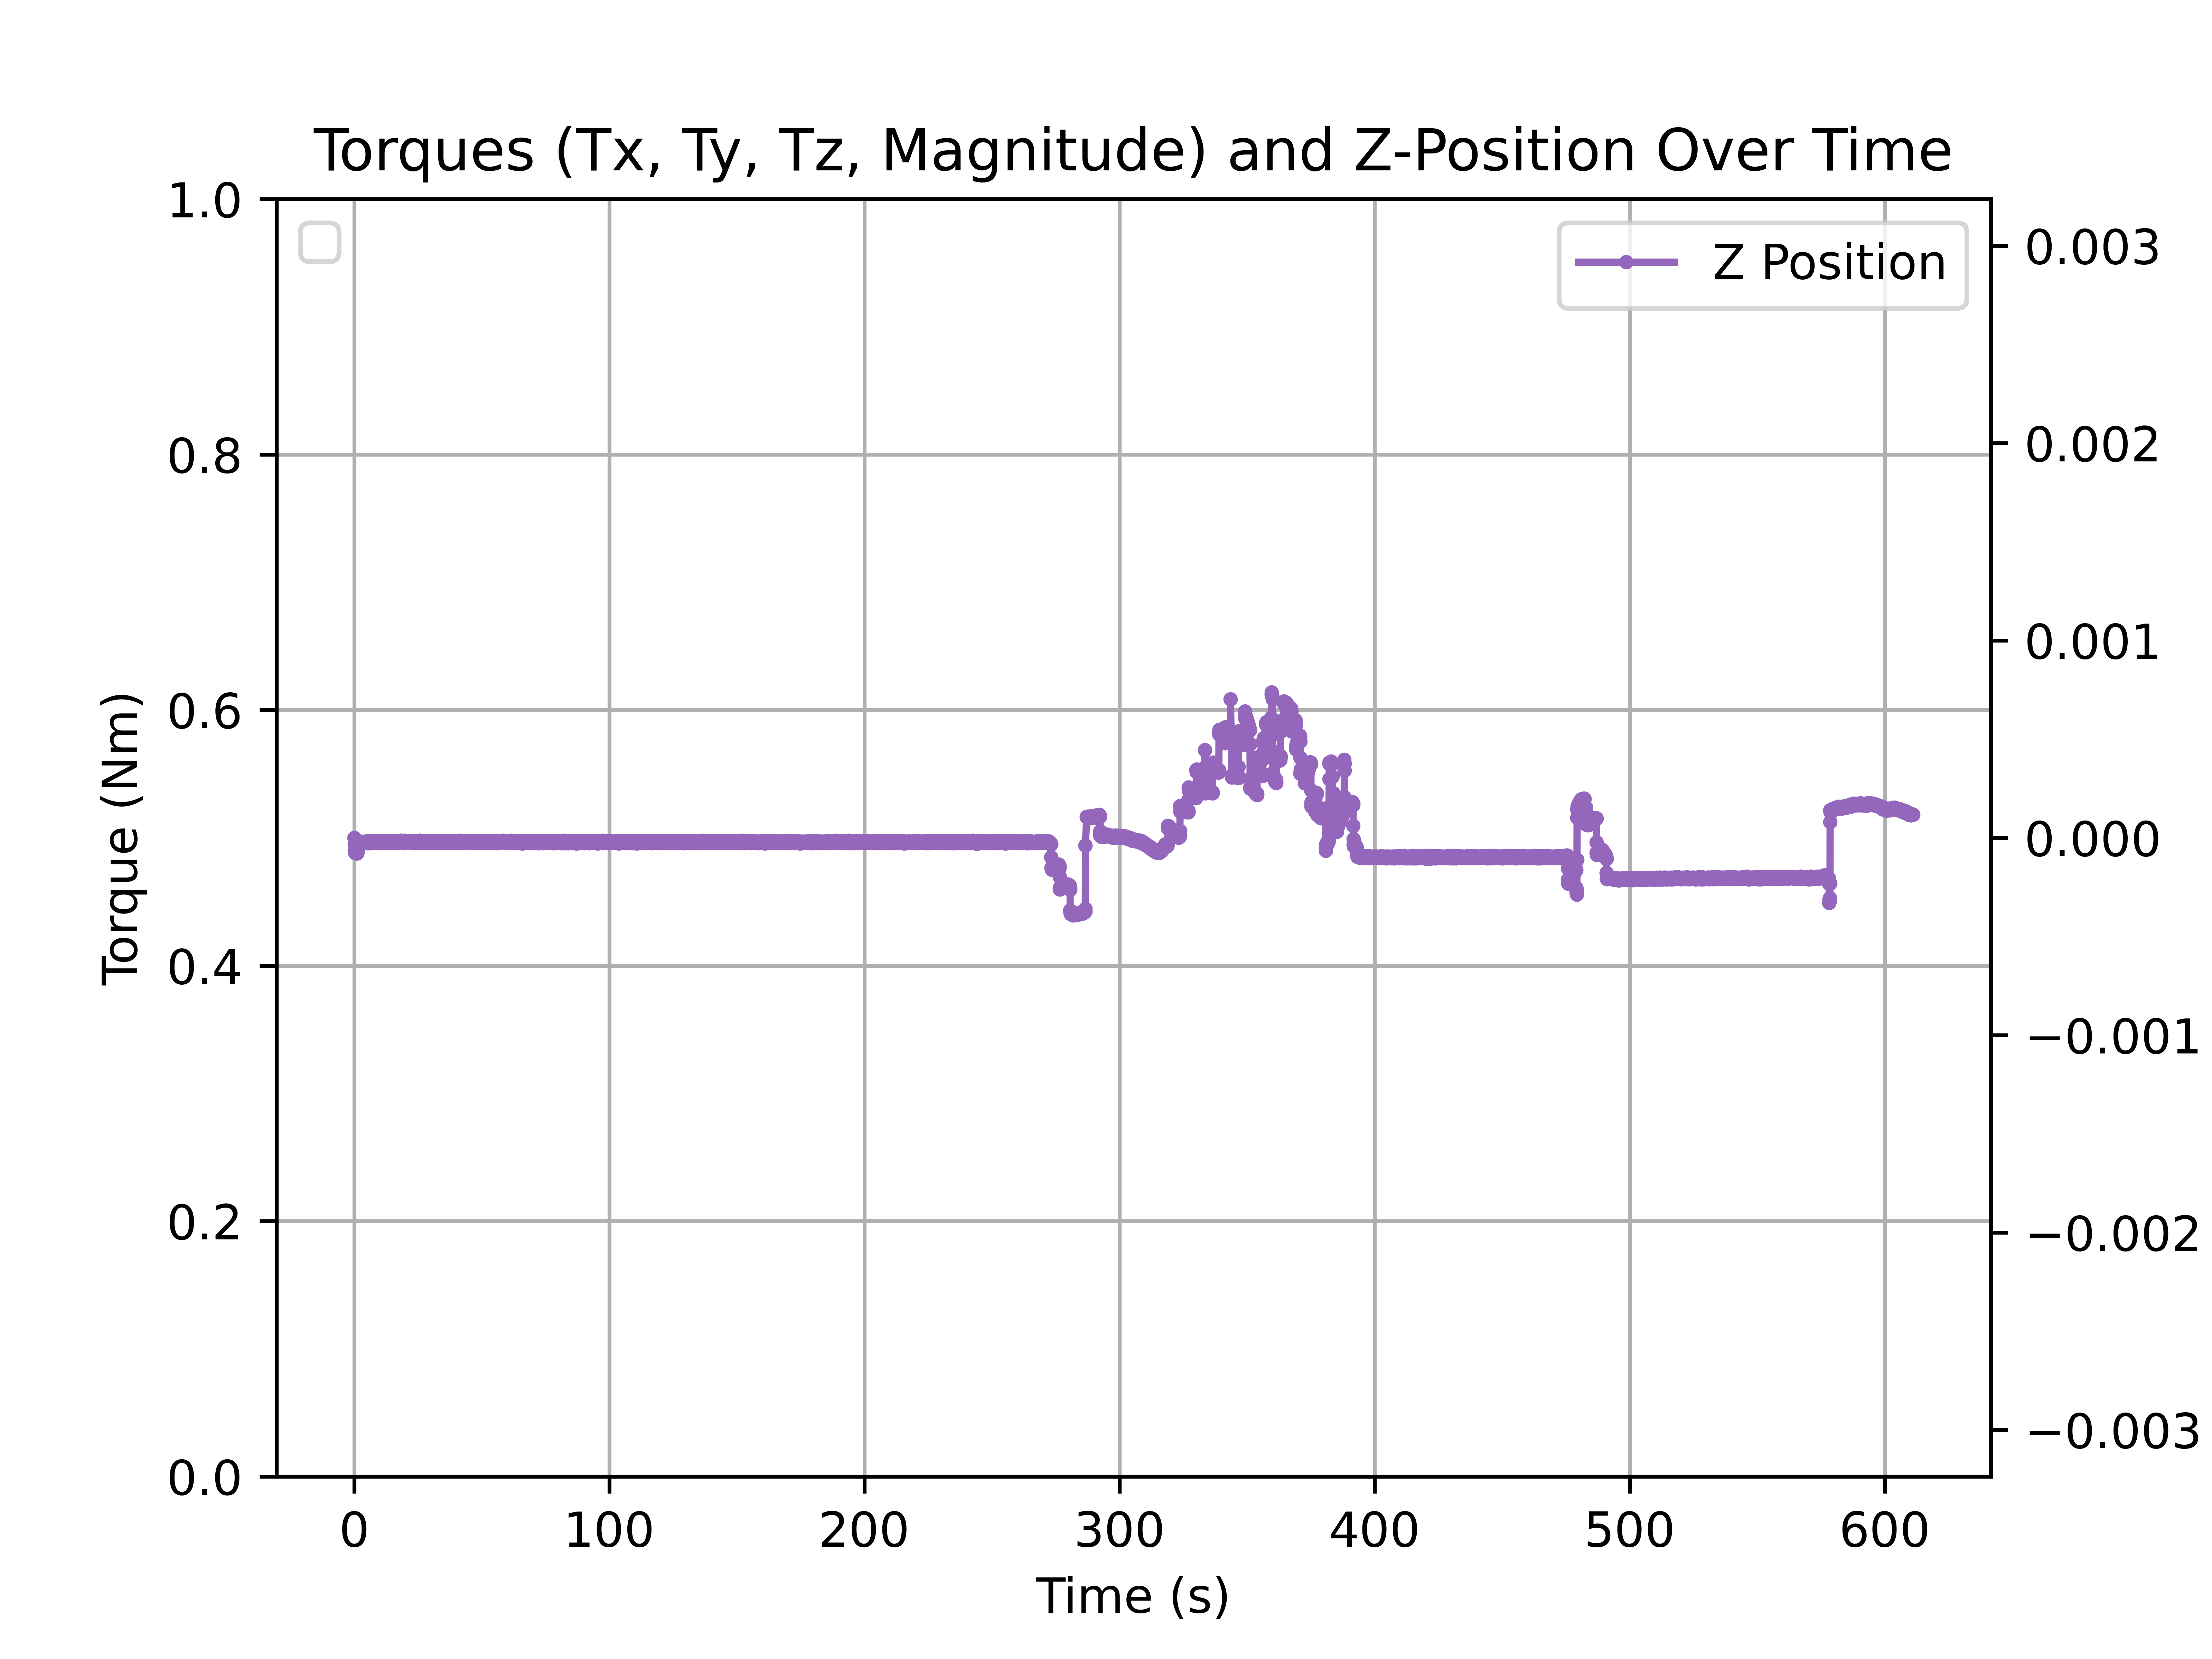 Torques (Tx, Ty, Tz, Magnitude) and Z-Position Over Time
Z Position
1.0
0.8
0.6
0.4
0.2
0.0
Torque (Nm)
0.003
0.002
0.001
0.000
−0.001
−0.002
−0.003
0 100 200 300 400 500 600
Time (s)